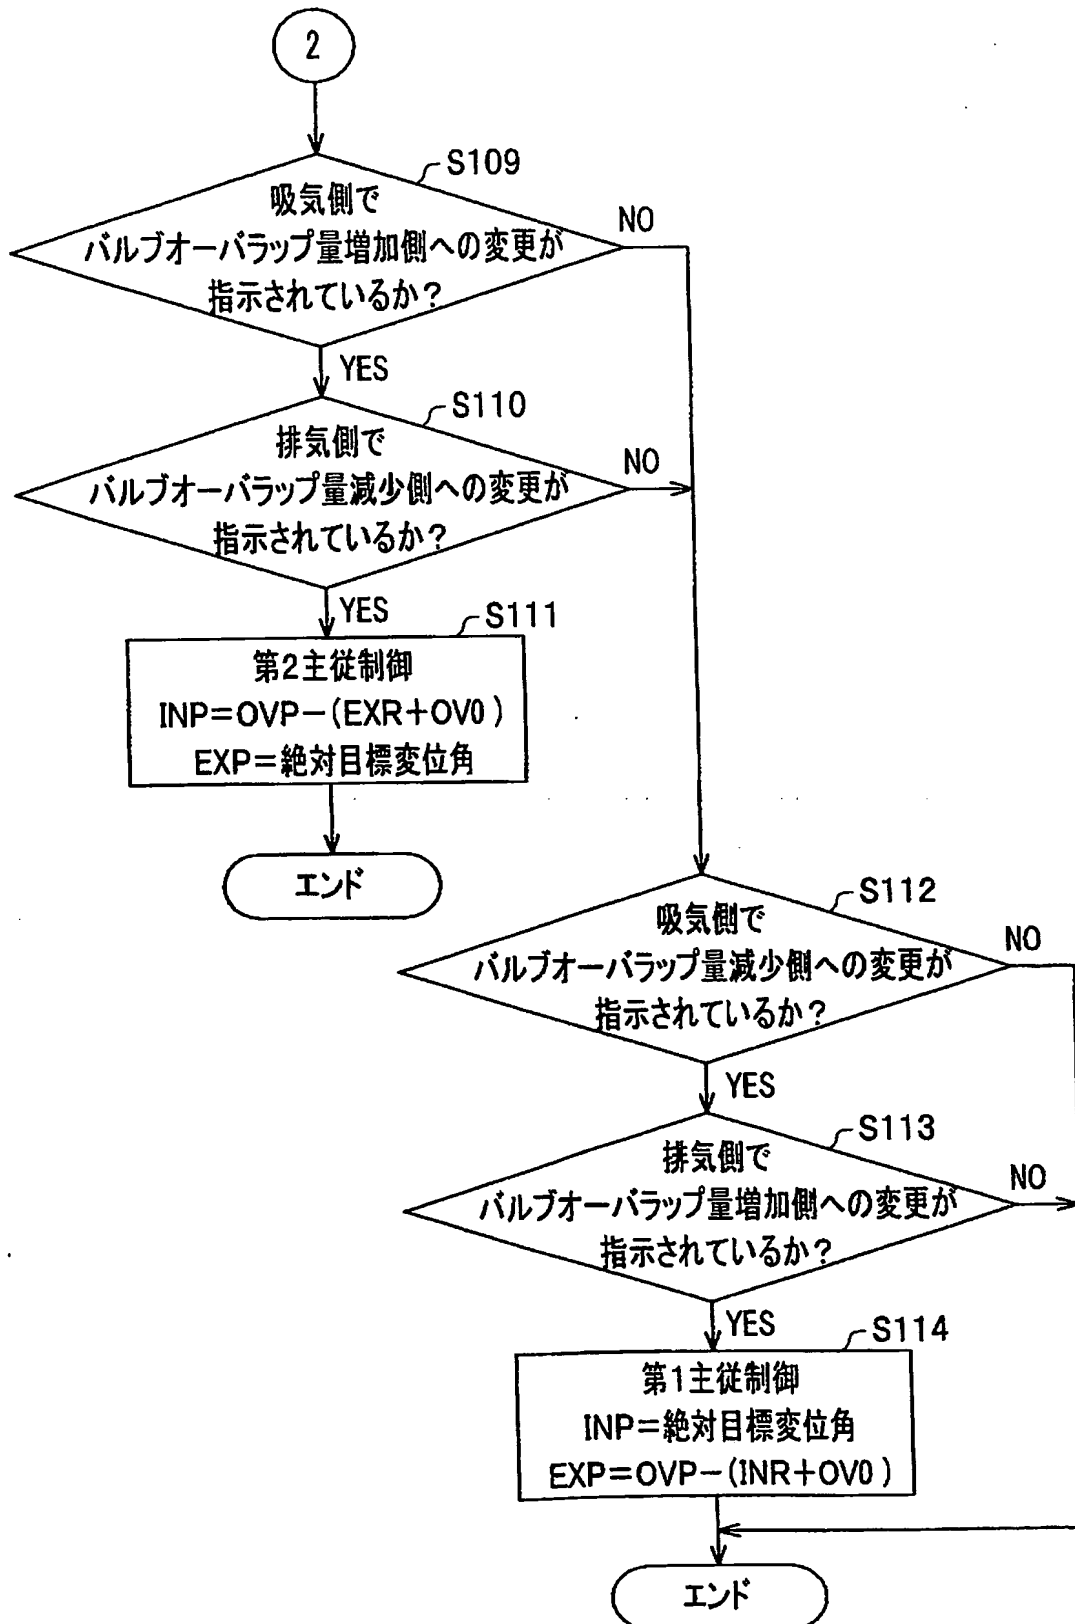 2
S109
吸気側で
バルブオーバラップ量増加側への変更が
指示されているか?
NO
YES
S110
排気側で
バルブオーバラップ量減少側への変更が
指示されているか?
NO
YES
S111
第2主従制御
INP=OVP-(EXR+OV0)
EXP=絶対目標変位角
エンド
S112
吸気側で
バルブオーバラップ量減少側への変更が
指示されているか?
NO
YES
S113
排気側で
バルブオーバラップ量増加側への変更が
指示されているか?
NO
YES
S114
第1主従制御
INP=絶対目標変位角
EXP=OVP-(INR+OV0)
エンド